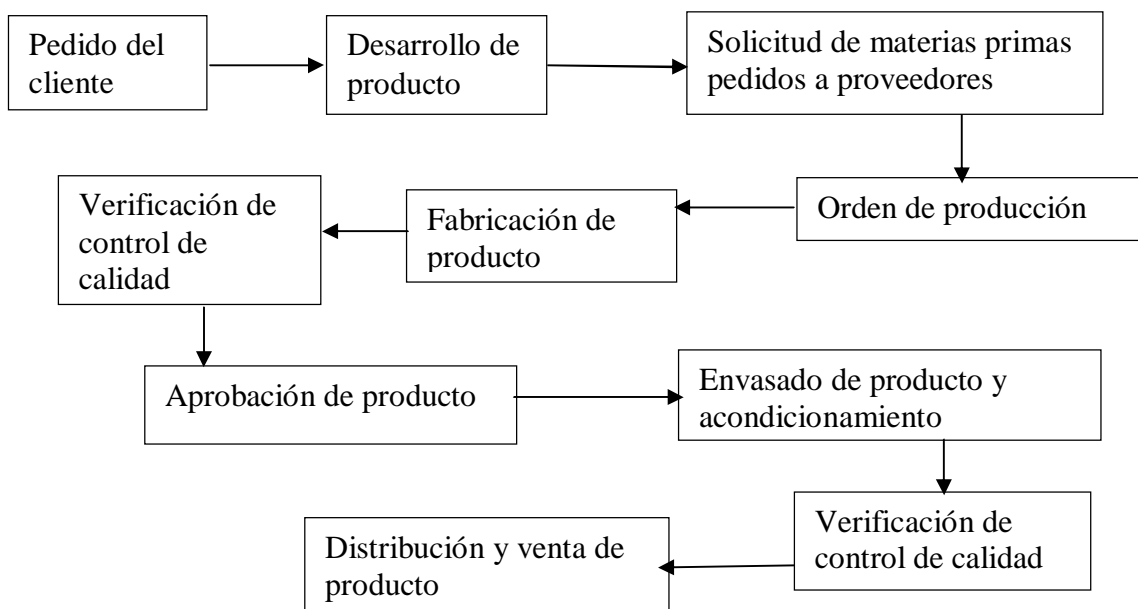 Pedido del
cliente
Desarrollo de
producto
Solicitud de materias primas
pedidos a proveedores
Orden de producción
Fabricación de
producto
Verificación de
control de
calidad
Aprobación de producto
Envasado de producto y
acondicionamiento
Verificación de
control de calidad
Distribución y venta de
producto